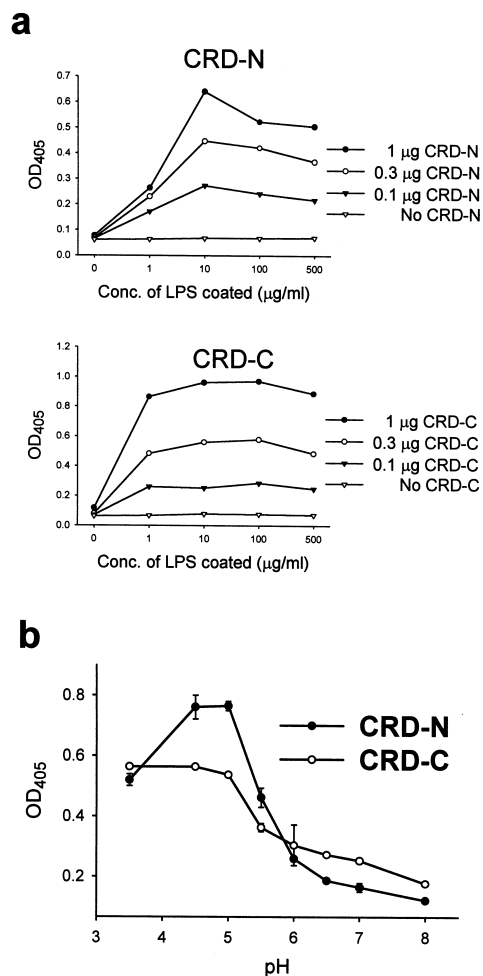 a
CRD-N
0.7
0.6
0.5
0.4
0.3
0.2
0.1
0.0
OD405
0 1 10 100 500
Conc. of LPS coated (μg/ml)
1 μg CRD-N
0.3 μg CRD-N
0.1 μg CRD-N
No CRD-N
CRD-C
1.2
1.0
0.8
0.6
0.4
0.2
0.0
OD405
0 1 10 100 500
Conc. of LPS coated (μg/ml)
1 μg CRD-C
0.3 μg CRD-C
0.1 μg CRD-C
No CRD-C
b
0.8
0.6
0.4
0.2
OD405
CRD-N
CRD-C
3 4 5 6 7 8
pH